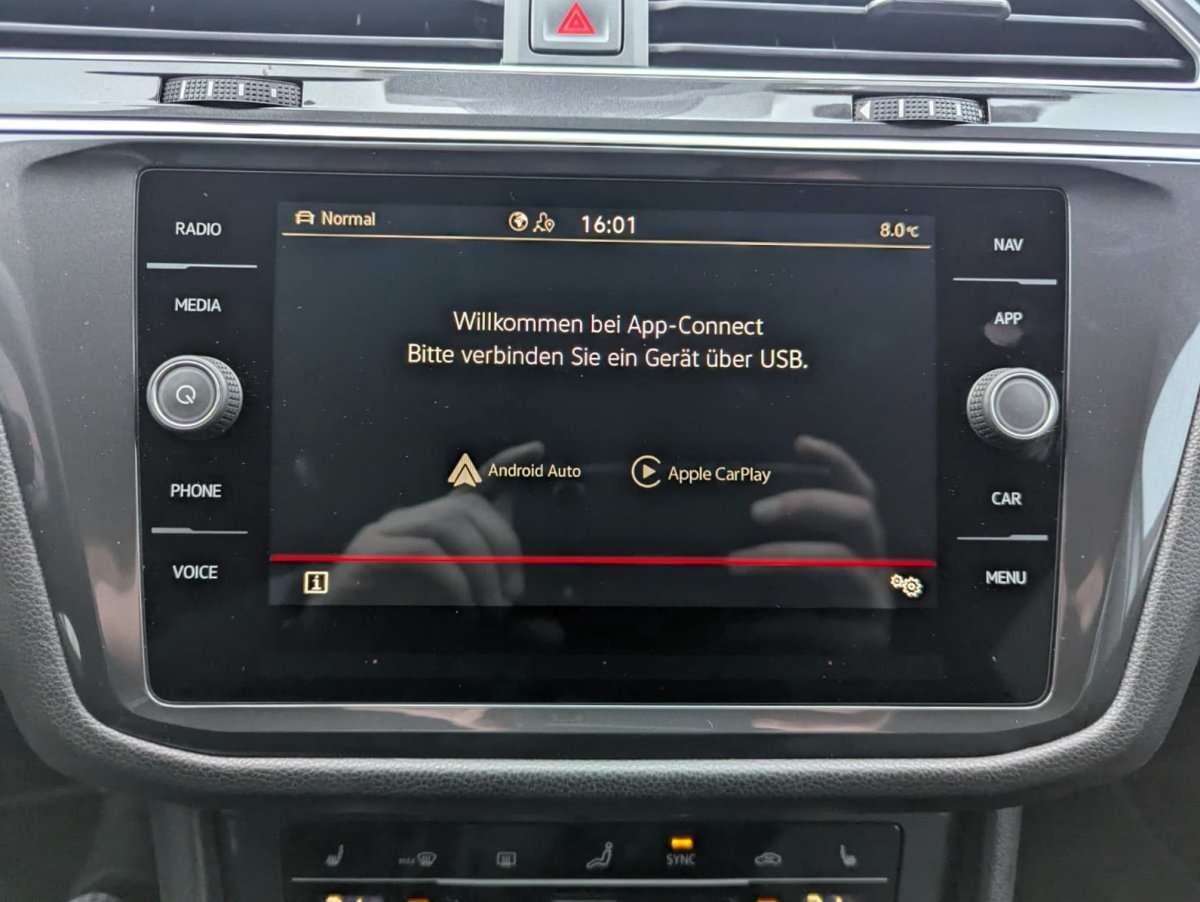 RADIO
MEDIA
PHONE
VOICE
Normal
16:01
8.0°C
Willkommen bei App-Connect
Bitte verbinden Sie ein Gerät über USB.
Android Auto
Apple CarPlay
NAV
APP
CAR
MENU
SYNC